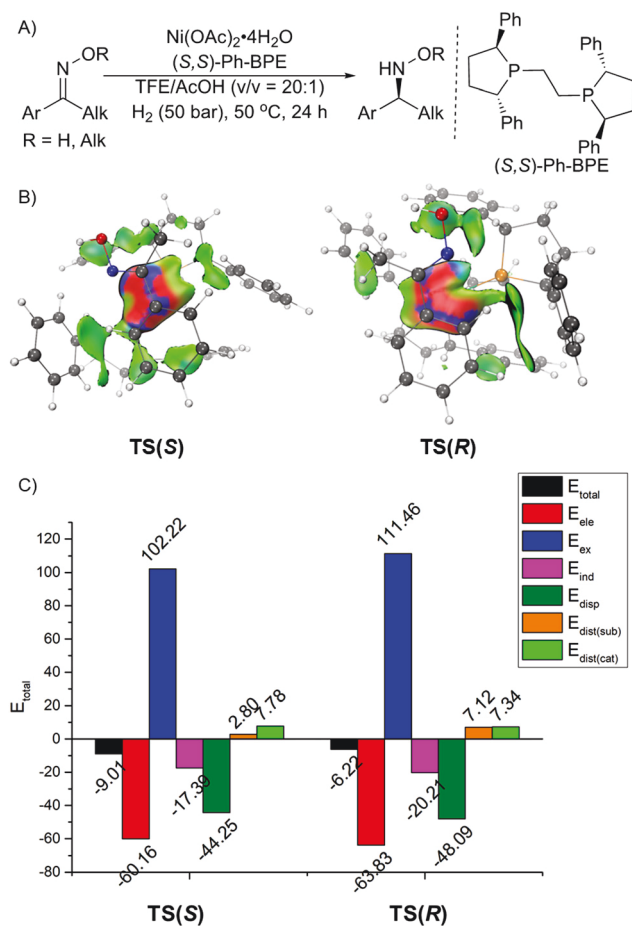 A)
N
OR
Ar
Alk
R = H, Alk
Ni(OAc)2•4H2O
(S,S)-Ph-BPE
TFE/AcOH (v/v = 20:1)
H2 (50 bar), 50 °C, 24 h
HN
OR
Ar
Alk
Ph
P
Ph
Ph
P
Ph
(S,S)-Ph-BPE
B)
TS(S)
TS(R)
C)
Etotal
Eele
Eex
Eind
Edisp
Edist(sub)
Edist(cat)
Etotal
120
100
80
60
40
20
0
-20
-40
-60
-80
-9.01
-60.16
102.22
-17.39
-44.25
2.80
7.78
-6.22
-63.83
111.46
-20.21
-48.09
7.12
7.34
TS(S)
TS(R)